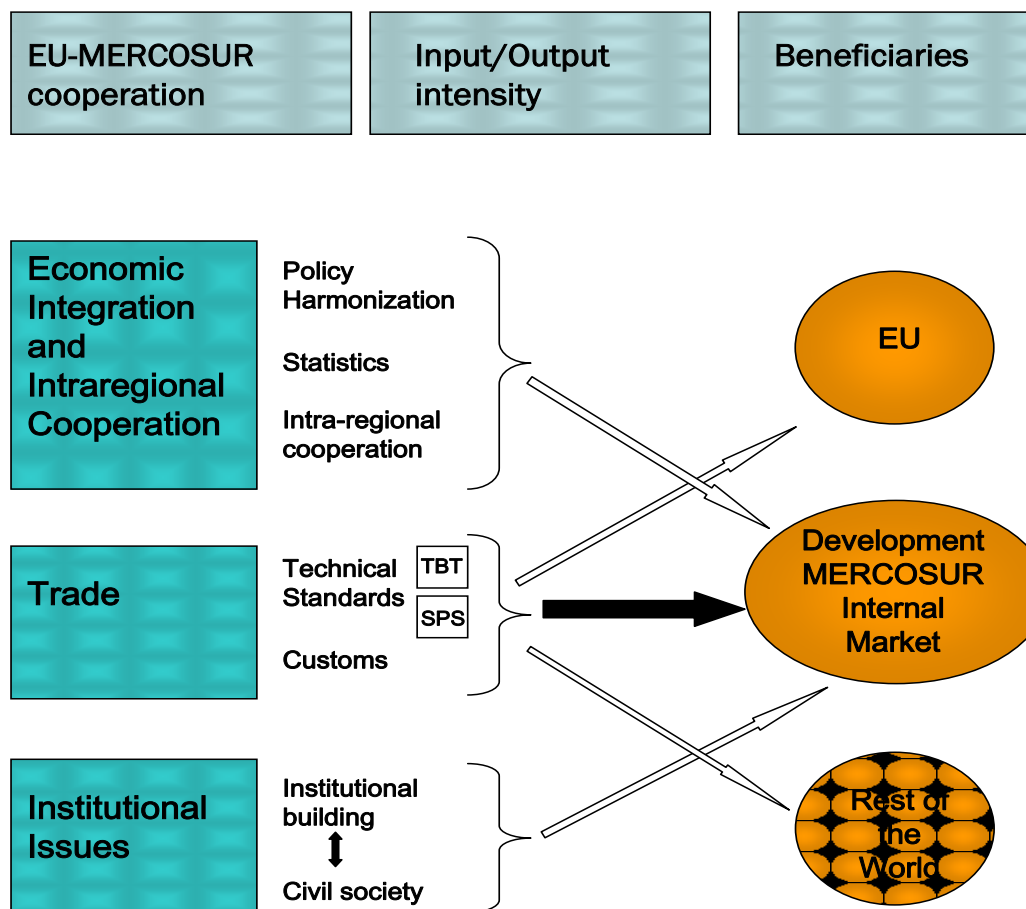 EU-MERCOSUR
cooperation
Input/Output
intensity
Beneficiaries
Economic
Integration
and
Intraregional
Cooperation
Policy
Harmonization
Statistics
Intra-regional
cooperation
EU
Trade
Technical
Standards
TBT
SPS
Customs
Development
MERCOSUR
Internal
Market
Institutional
Issues
Institutional
building
Civil society
Rest of
the
World